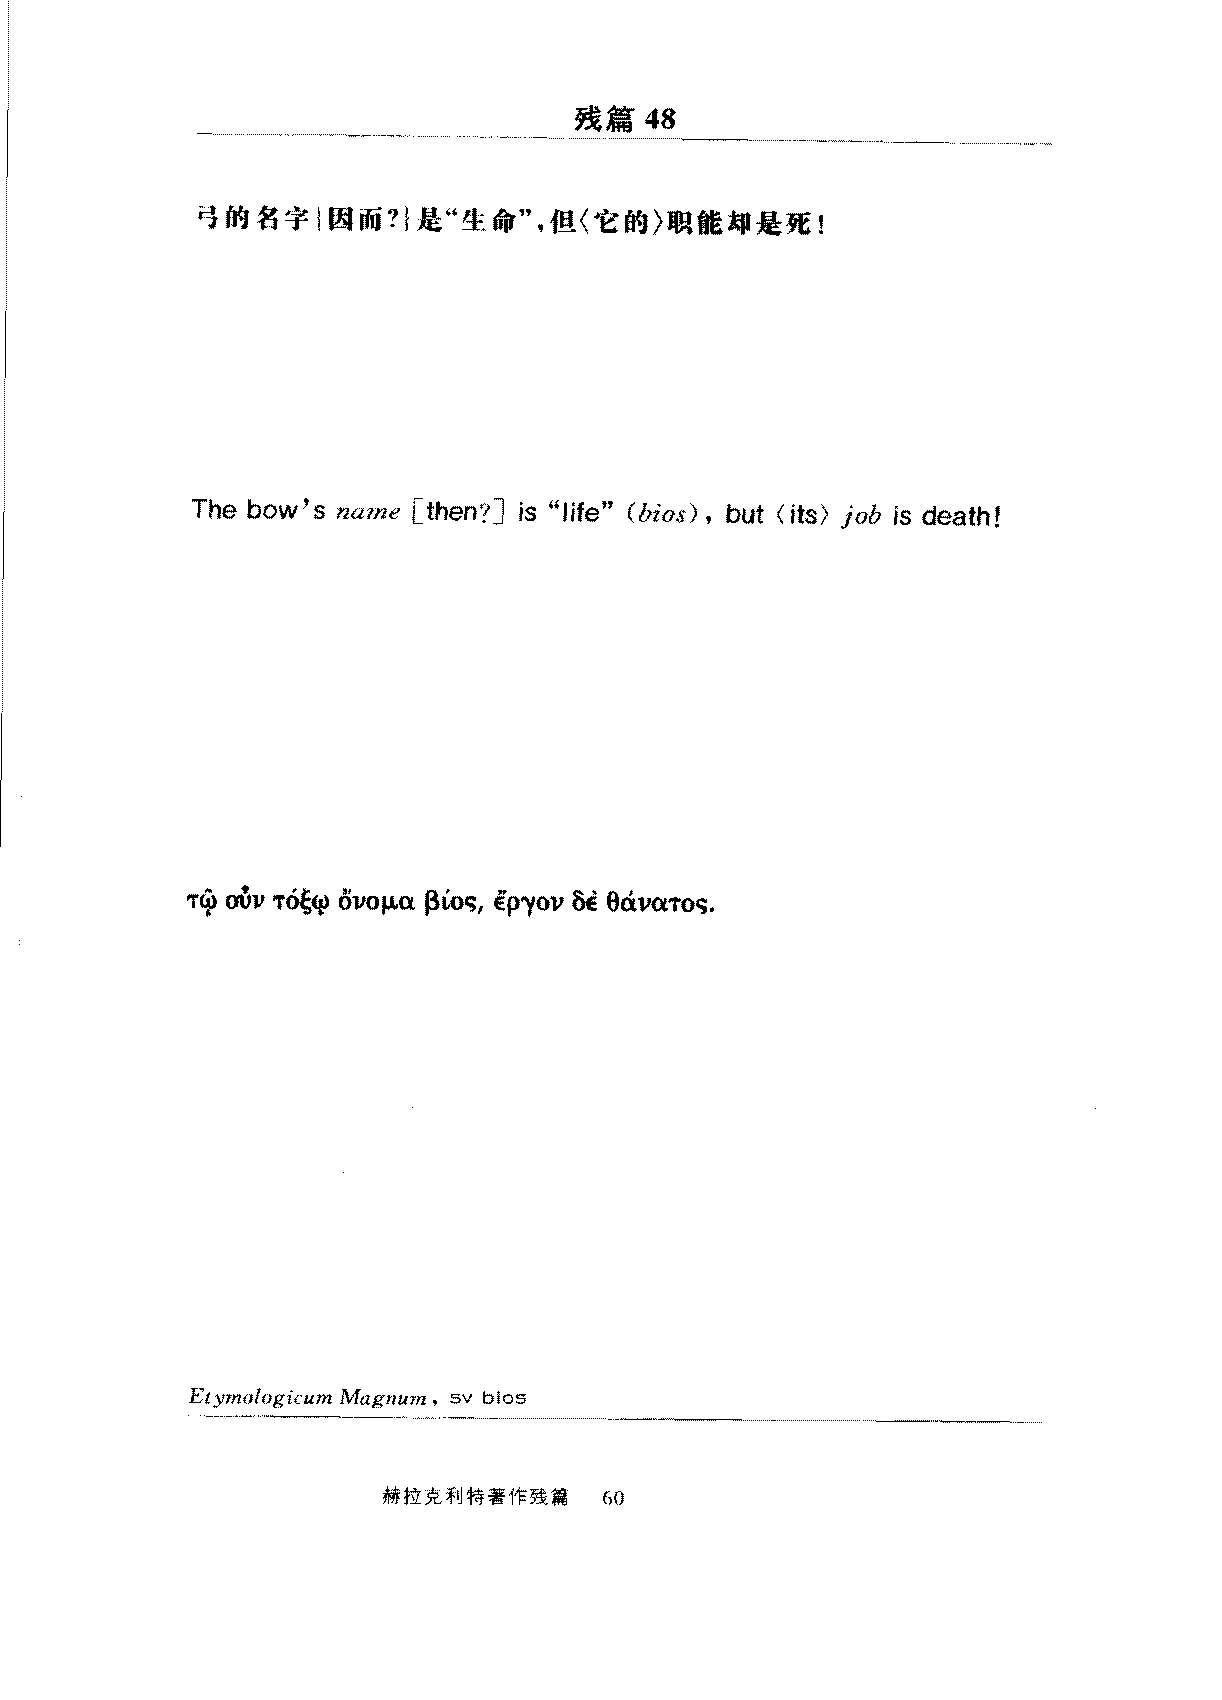 残篇 48
弓的名字{因而?}是“生命”,但〈它的〉职能却是死!
The bow's name [then?] is “life” (bios), but 〈its〉 job is death!
τῷ οὖν τόξῳ ὄνομα βίος, ἔργον δὲ θάνατος.
Etymologicum Magnum, sv bios
赫拉克利特著作残篇 60